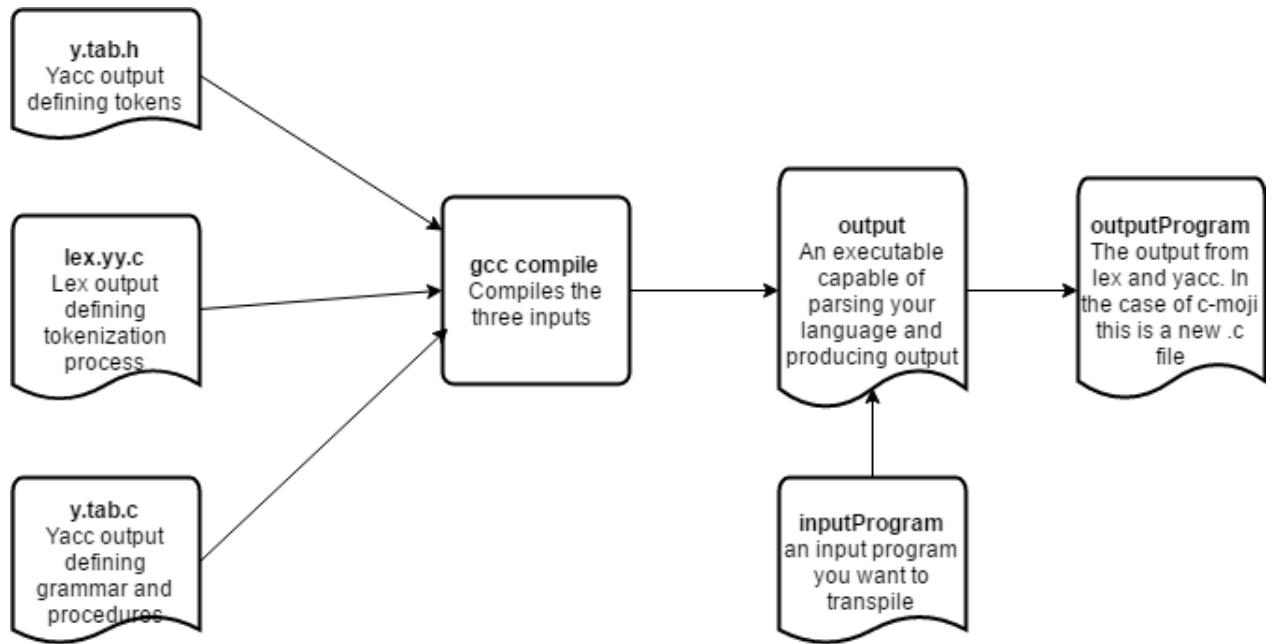 y.tab.h
Yacc output
defining tokens
lex.yy.c
Lex output
defining
tokenization
process
y.tab.c
Yacc output
defining
grammar and
procedures
gcc compile
Compiles the
three inputs
output
An executable
capable of
parsing your
language and
producing output
inputProgram
an input program
you want to
transpile
outputProgram
The output from
lex and yacc. In
the case of c-moji
this is a new .c
file